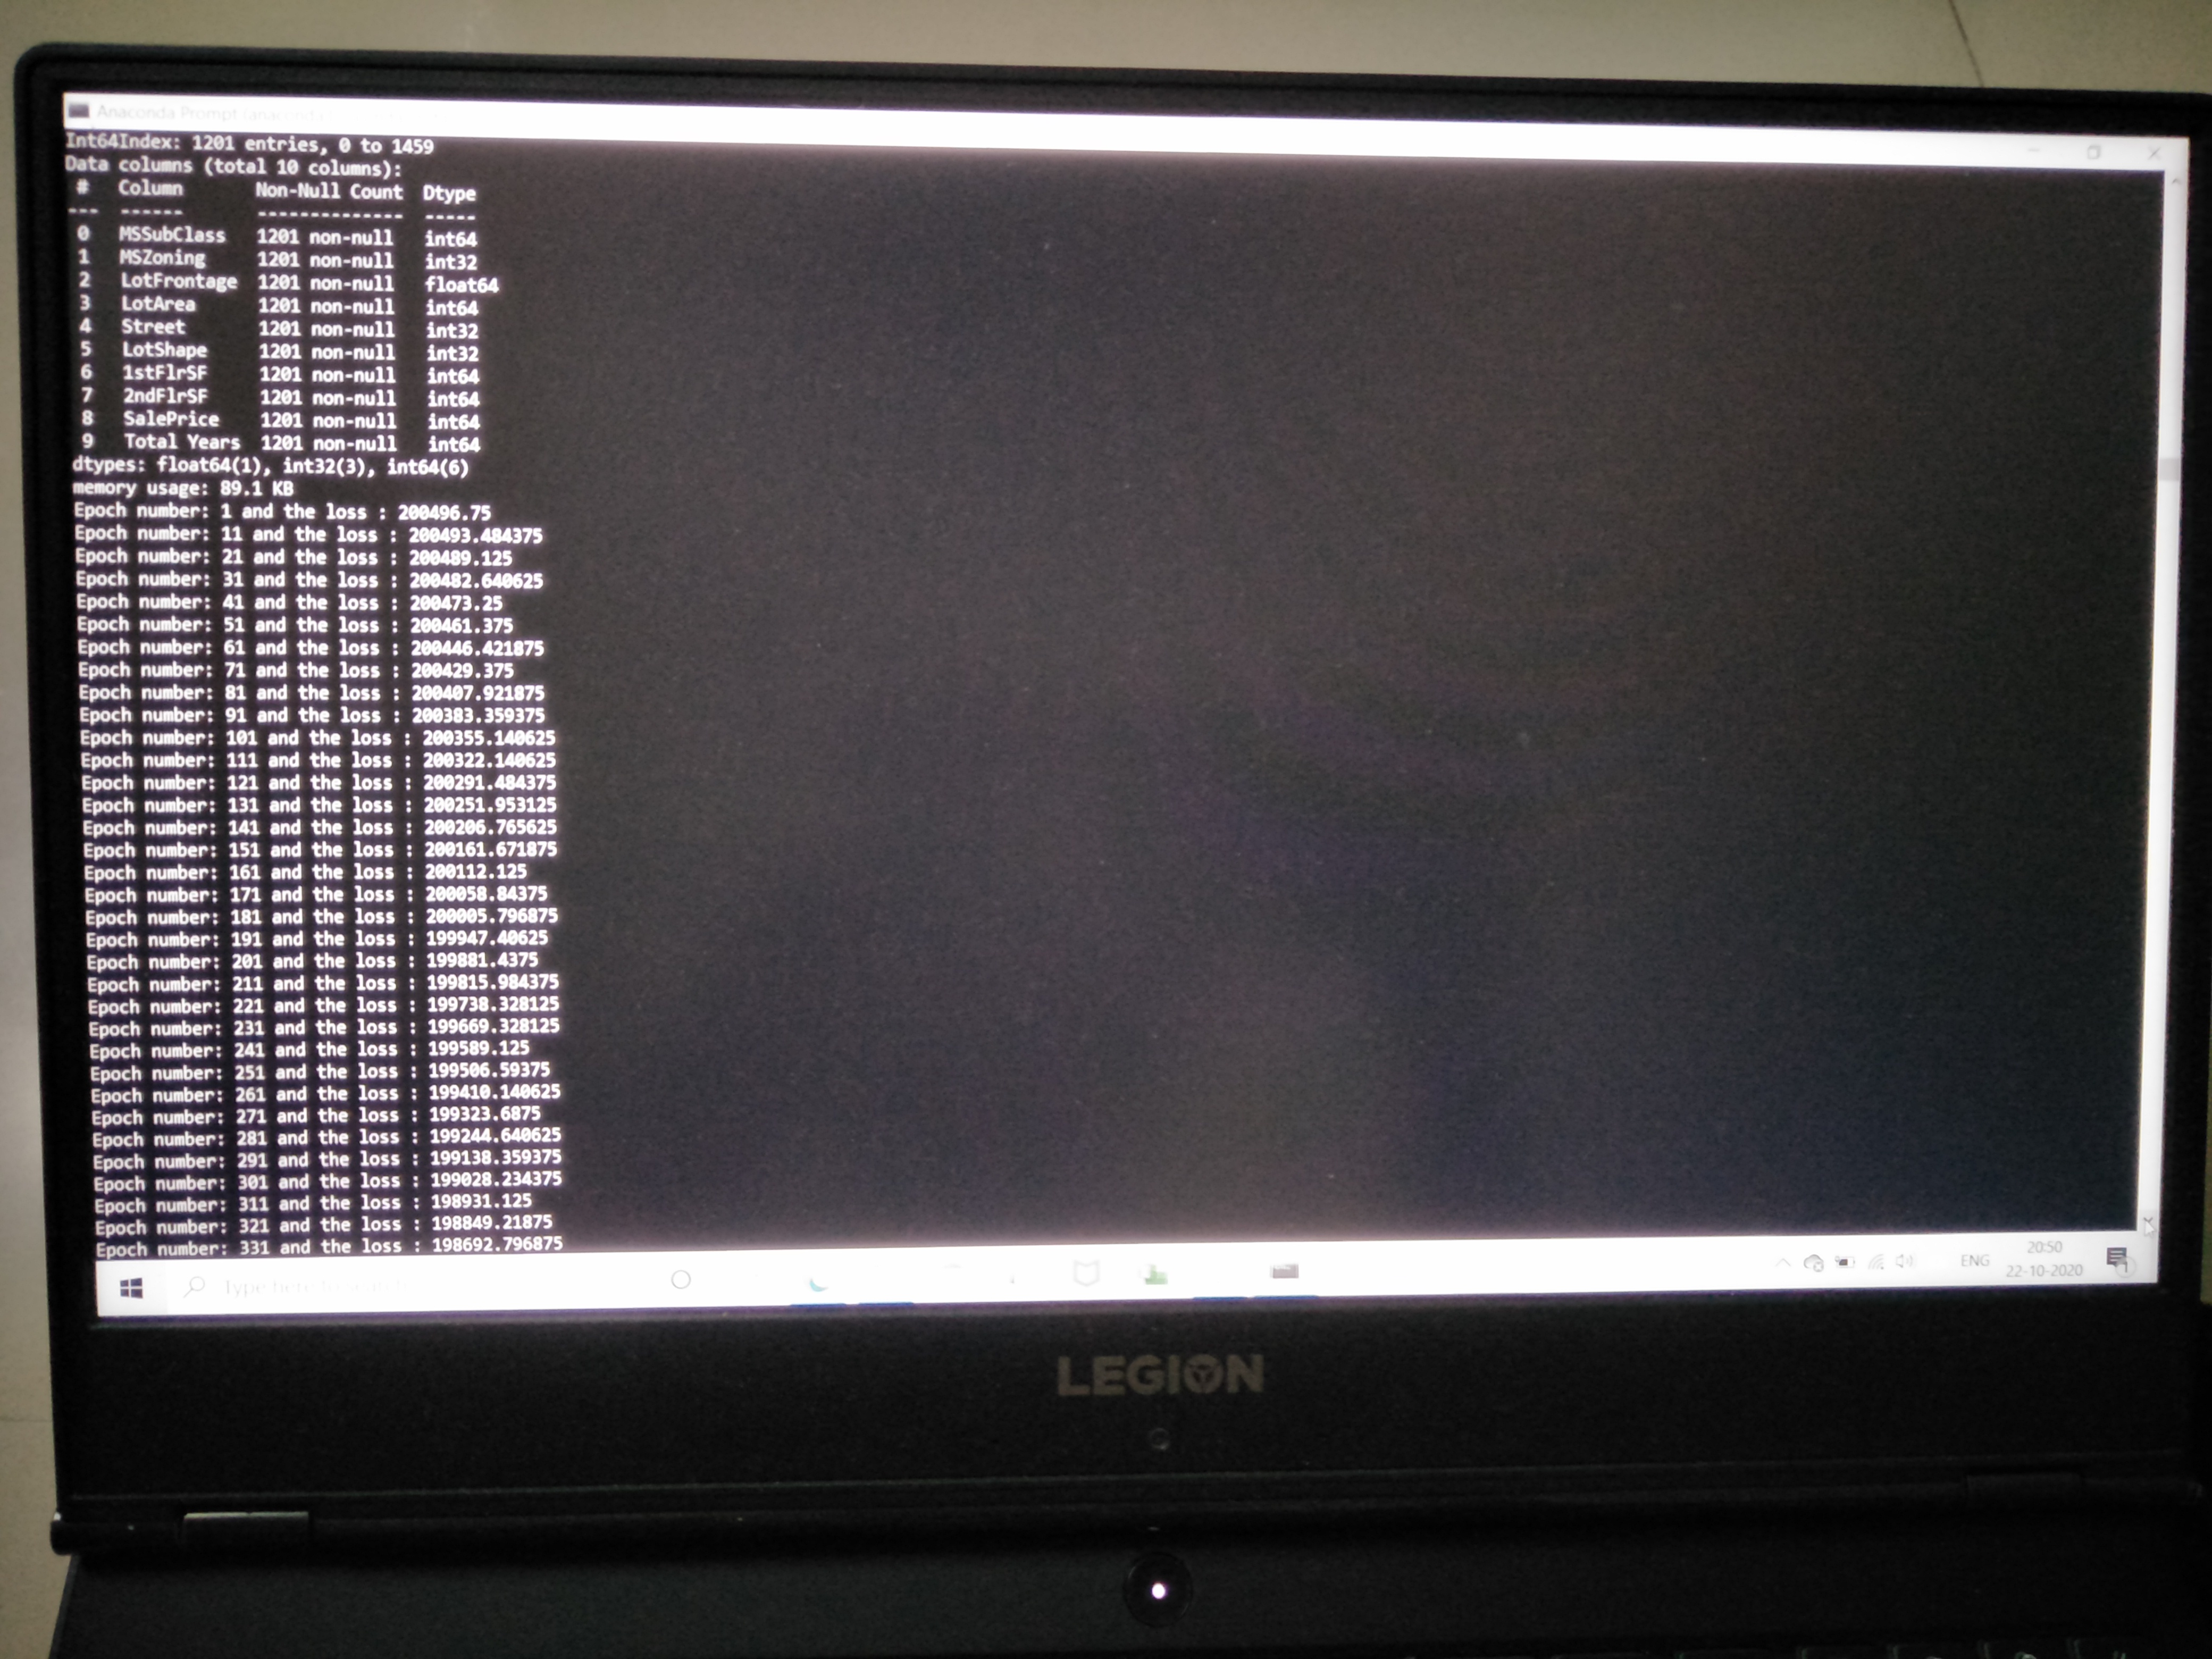 Anaconda Prompt (anaconda
Int64Index: 1201 entries, 0 to 1459
Data columns (total 10 columns):
 #   Column       Non-Null Count  Dtype
---  ------       --------------  -----
 0   MSSubClass   1201 non-null   int64
 1   MSZoning     1201 non-null   int32
 2   LotFrontage  1201 non-null   float64
 3   LotArea      1201 non-null   int64
 4   Street       1201 non-null   int32
 5   LotShape     1201 non-null   int32
 6   1stFlrSF     1201 non-null   int64
 7   2ndFlrSF     1201 non-null   int64
 8   SalePrice    1201 non-null   int64
 9   Total Years  1201 non-null   int64
dtypes: float64(1), int32(3), int64(6)
memory usage: 89.1 KB
Epoch number: 1 and the loss : 200496.75
Epoch number: 11 and the loss : 200493.484375
Epoch number: 21 and the loss : 200489.125
Epoch number: 31 and the loss : 200482.640625
Epoch number: 41 and the loss : 200473.25
Epoch number: 51 and the loss : 200461.375
Epoch number: 61 and the loss : 200446.421875
Epoch number: 71 and the loss : 200429.375
Epoch number: 81 and the loss : 200407.921875
Epoch number: 91 and the loss : 200383.359375
Epoch number: 101 and the loss : 200355.140625
Epoch number: 111 and the loss : 200322.140625
Epoch number: 121 and the loss : 200291.484375
Epoch number: 131 and the loss : 200251.953125
Epoch number: 141 and the loss : 200206.765625
Epoch number: 151 and the loss : 200161.671875
Epoch number: 161 and the loss : 200112.125
Epoch number: 171 and the loss : 200058.84375
Epoch number: 181 and the loss : 200005.796875
Epoch number: 191 and the loss : 199947.40625
Epoch number: 201 and the loss : 199881.4375
Epoch number: 211 and the loss : 199815.984375
Epoch number: 221 and the loss : 199738.328125
Epoch number: 231 and the loss : 199669.328125
Epoch number: 241 and the loss : 199589.125
Epoch number: 251 and the loss : 199506.59375
Epoch number: 261 and the loss : 199410.140625
Epoch number: 271 and the loss : 199323.6875
Epoch number: 281 and the loss : 199244.640625
Epoch number: 291 and the loss : 199138.359375
Epoch number: 301 and the loss : 199028.234375
Epoch number: 311 and the loss : 198931.125
Epoch number: 321 and the loss : 198849.21875
Epoch number: 331 and the loss : 198692.796875
Type here to search
ENG
20:50
22-10-2020
1
LEGION